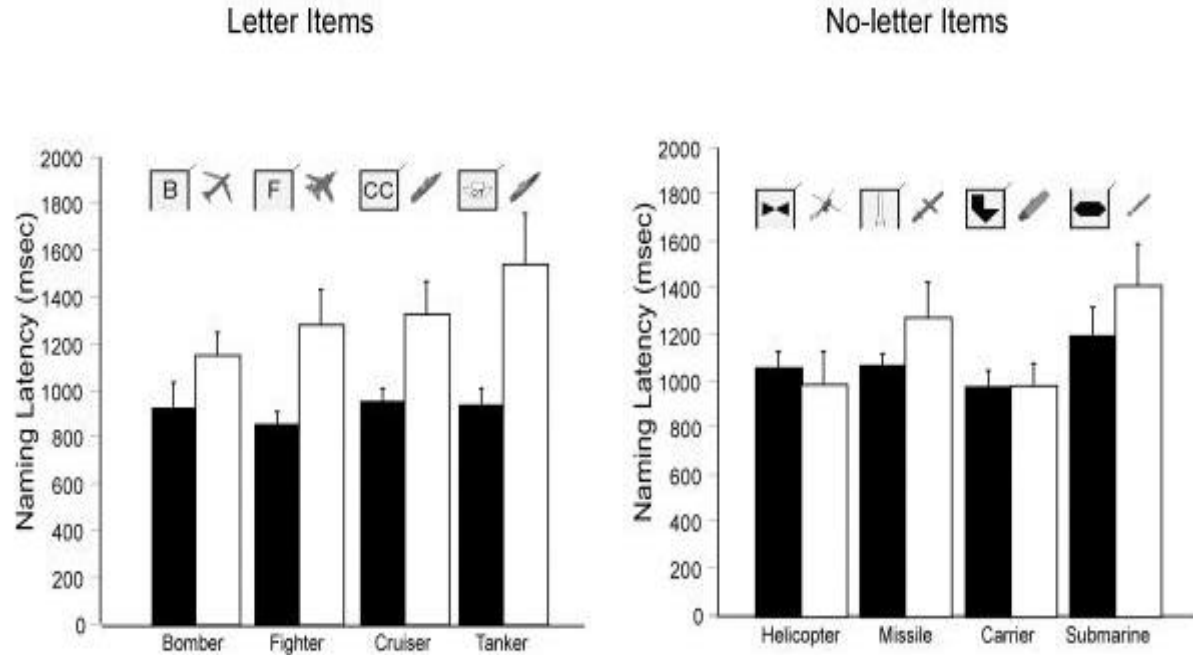 Letter Items
No-letter Items
Naming Latency (msec)
2000
1800
1600
1400
1200
1000
800
600
400
200
0
B
F
CC
Bomber
Fighter
Cruiser
Tanker
Naming Latency (msec)
2000
1800
1600
1400
1200
1000
800
600
400
200
0
Helicopter
Missile
Carrier
Submarine